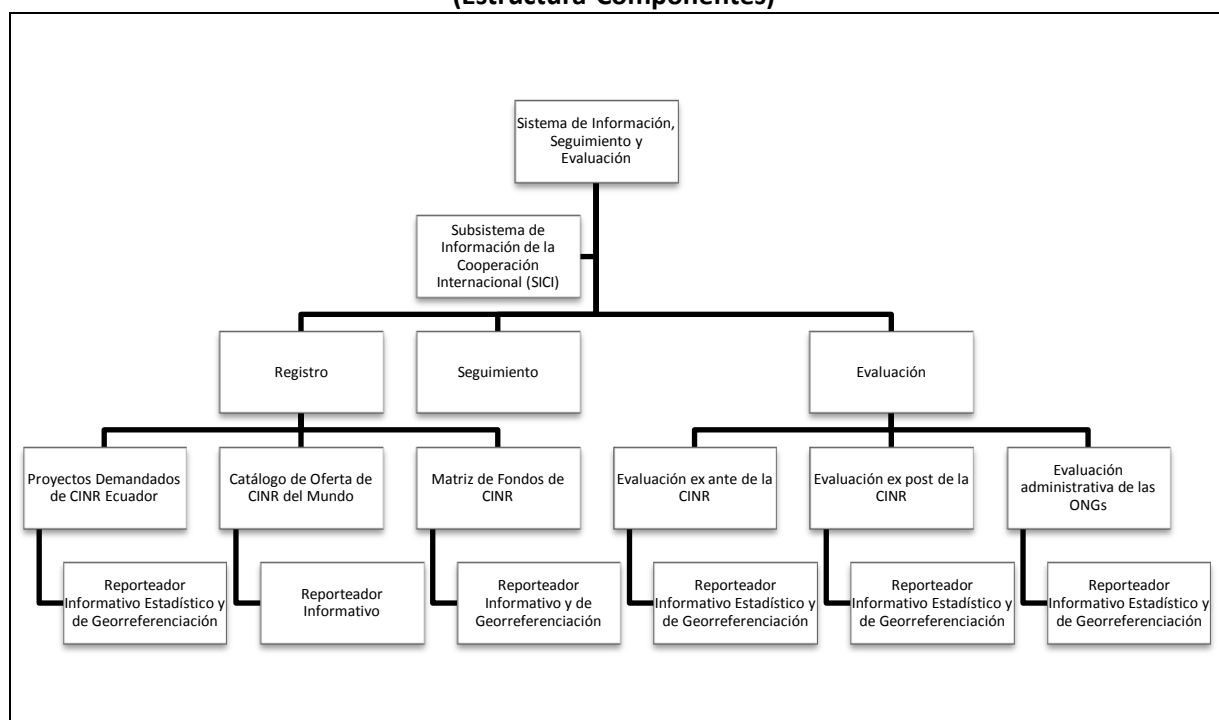 (Estructura-Componentes)
Sistema de Información,
Seguimiento y
Evaluación
Subsistema de
Información de la
Cooperación
Internacional (SICI)
Registro
Seguimiento
Evaluación
Proyectos Demandados
de CINR Ecuador
Catálogo de Oferta de
CINR del Mundo
Matriz de Fondos de
CINR
Evaluación ex ante de la
CINR
Evaluación ex post de la
CINR
Evaluación
administrativa de las
ONGs
Reporteador
Informativo Estadístico y
de Georreferenciación
Reporteador
Informativo
Reporteador
Informativo y de
Georreferenciación
Reporteador
Informativo Estadístico y
de Georreferenciación
Reporteador
Informativo Estadístico y
de Georreferenciación
Reporteador
Informativo Estadístico y
de Georreferenciación